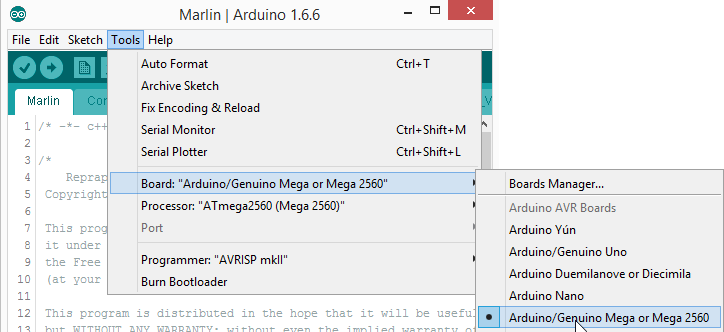 Marlin | Arduino 1.6.6
File Edit Sketch Tools Help
Auto Format Ctrl+T
Archive Sketch
Fix Encoding & Reload
Serial Monitor Ctrl+Shift+M
Serial Plotter Ctrl+Shift+L
Board: "Arduino/Genuino Mega or Mega 2560"
Processor: "ATmega2560 (Mega 2560)"
Port
Programmer: "AVRISP mkII"
Burn Bootloader
Boards Manager...
Arduino AVR Boards
Arduino Yún
Arduino/Genuino Uno
Arduino Duemilanove or Diecimila
Arduino Nano
Arduino/Genuino Mega or Mega 2560
Marlin Con _V
1 /* -*- c++
2
3 /*
4 Reprap
5 Copyright
6
7 This prog
8 it under
9 the Free
10 (at your
11
12 This program is distributed in the hope that it will be useful
13 but WITHOUT ANY WARRANTY; without even the implied warranty of